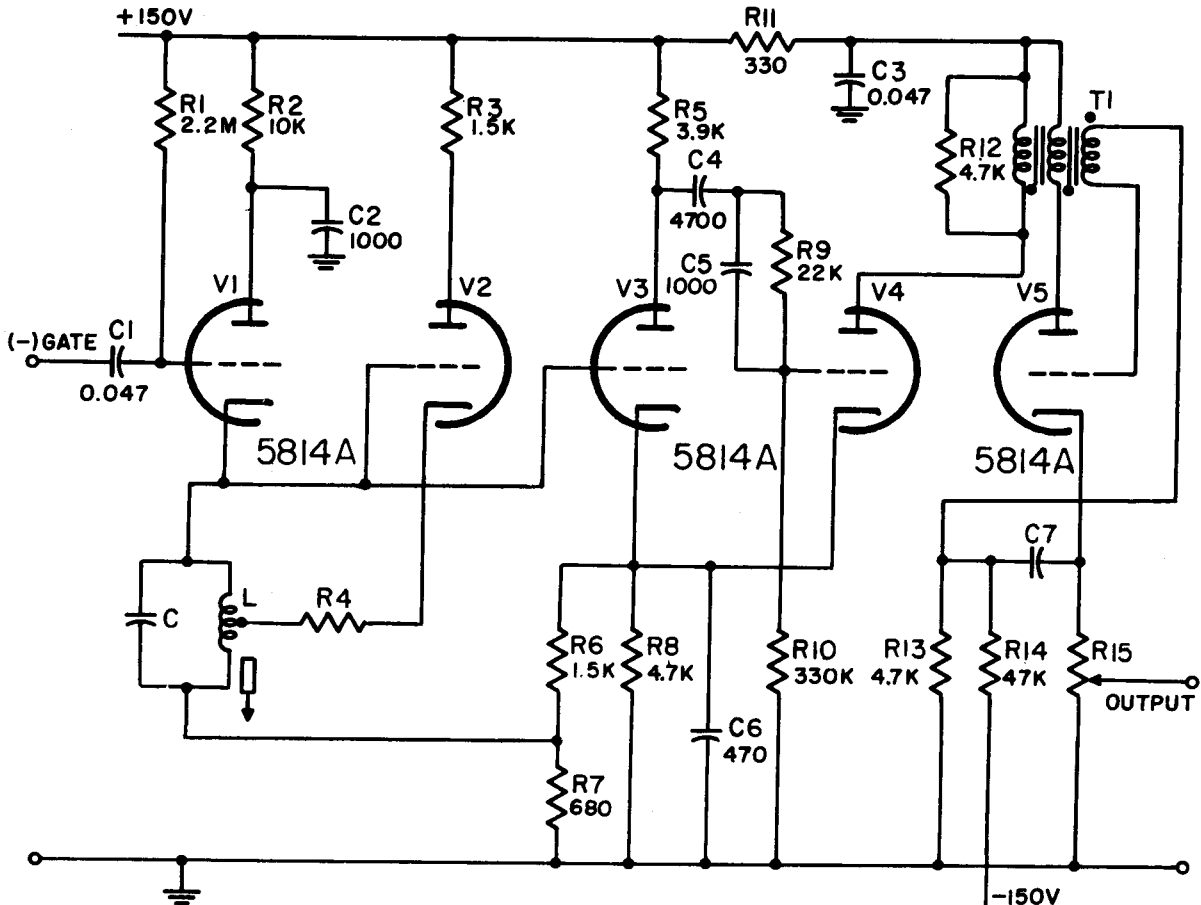 +150V
R1
2.2M
R2
10K
R3
1.5K
R5
3.9K
R11
330
C3
0.047
T1
R12
4.7K
C4
4700
C2
1000
C5
1000
R9
22K
V1
V2
V3
V4
V5
(-) GATE
C1
0.047
5814A
5814A
5814A
C7
C
L
R4
R6
1.5K
R8
4.7K
R10
330K
R13
4.7K
R14
47K
R15
OUTPUT
C6
470
R7
680
-150V